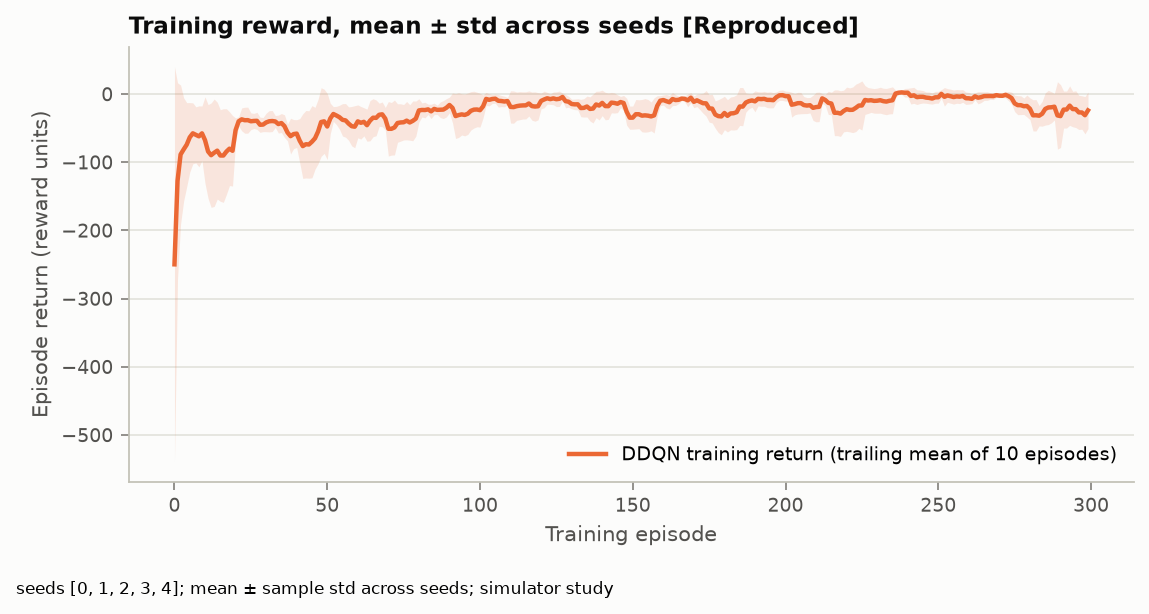 Training reward, mean ± std across seeds [Reproduced]
Episode return (reward units)
0
−100
−200
−300
−400
−500
DDQN training return (trailing mean of 10 episodes)
0 50 100 150 200 250 300
Training episode
seeds [0, 1, 2, 3, 4]; mean ± sample std across seeds; simulator study